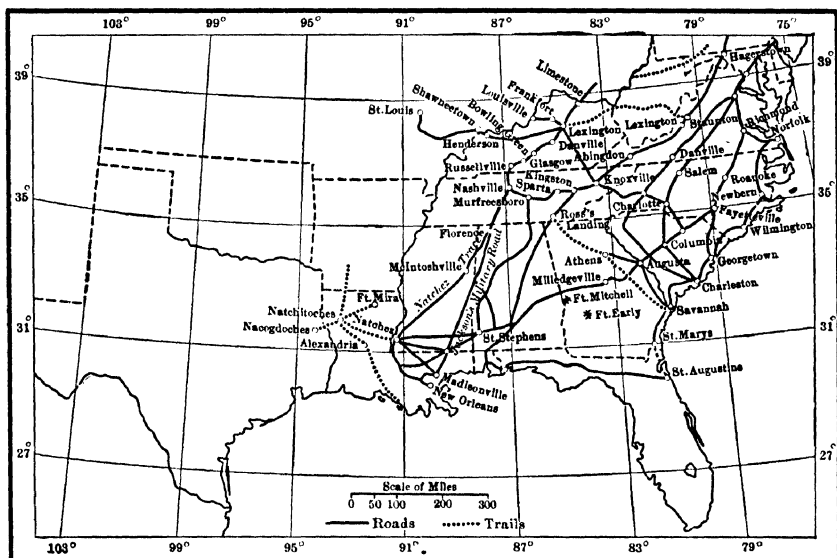 103° 99° 95° 91° 87° 83° 79° 75°
39° 39°
Hagerstown
Limestone
Frankfort
Louisville
Shawneetown
Bowling Green
St. Louis
Lexington
Lexington
Staunton
Richmond
Norfolk
Henderson
Danville
Abingdon
Danville
Russellville
Glasgow
Kingston
Salem
Roanoke
Nashville
Sparta
Knoxville
Newbern
35° 35°
Murfreesboro
Charlotte
Fayetteville
Ross's
Landing
Wilmington
Florence
Columbia
Athens
McIntoshville
Augusta
Georgetown
Natchez Trace
Jackson's Military Road
Milledgeville
Charleston
Ft. Mira
Ft. Mitchell
Savannah
Natchitoches
Ft. Early
Nacogdoches
Natchez
31° 31°
Alexandria
St. Stephens
St. Marys
Madisonville
St. Augustine
New Orleans
27° 27°
Scale of Miles
0 50 100 200 300
Roads Trails
103° 99° 95° 91° 87° 83° 79°